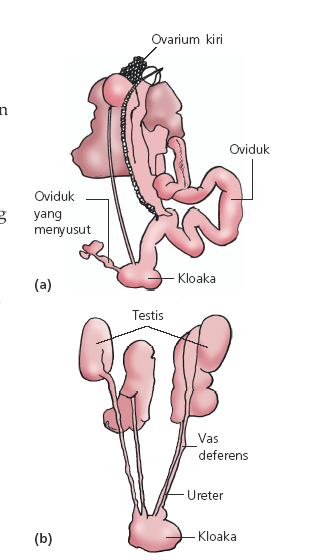 Ovarium kiri
n
Oviduk
Oviduk
yang
menyusut
g
Kloaka
(a)
Testis
Vas
deferens
Ureter
Kloaka
(b)